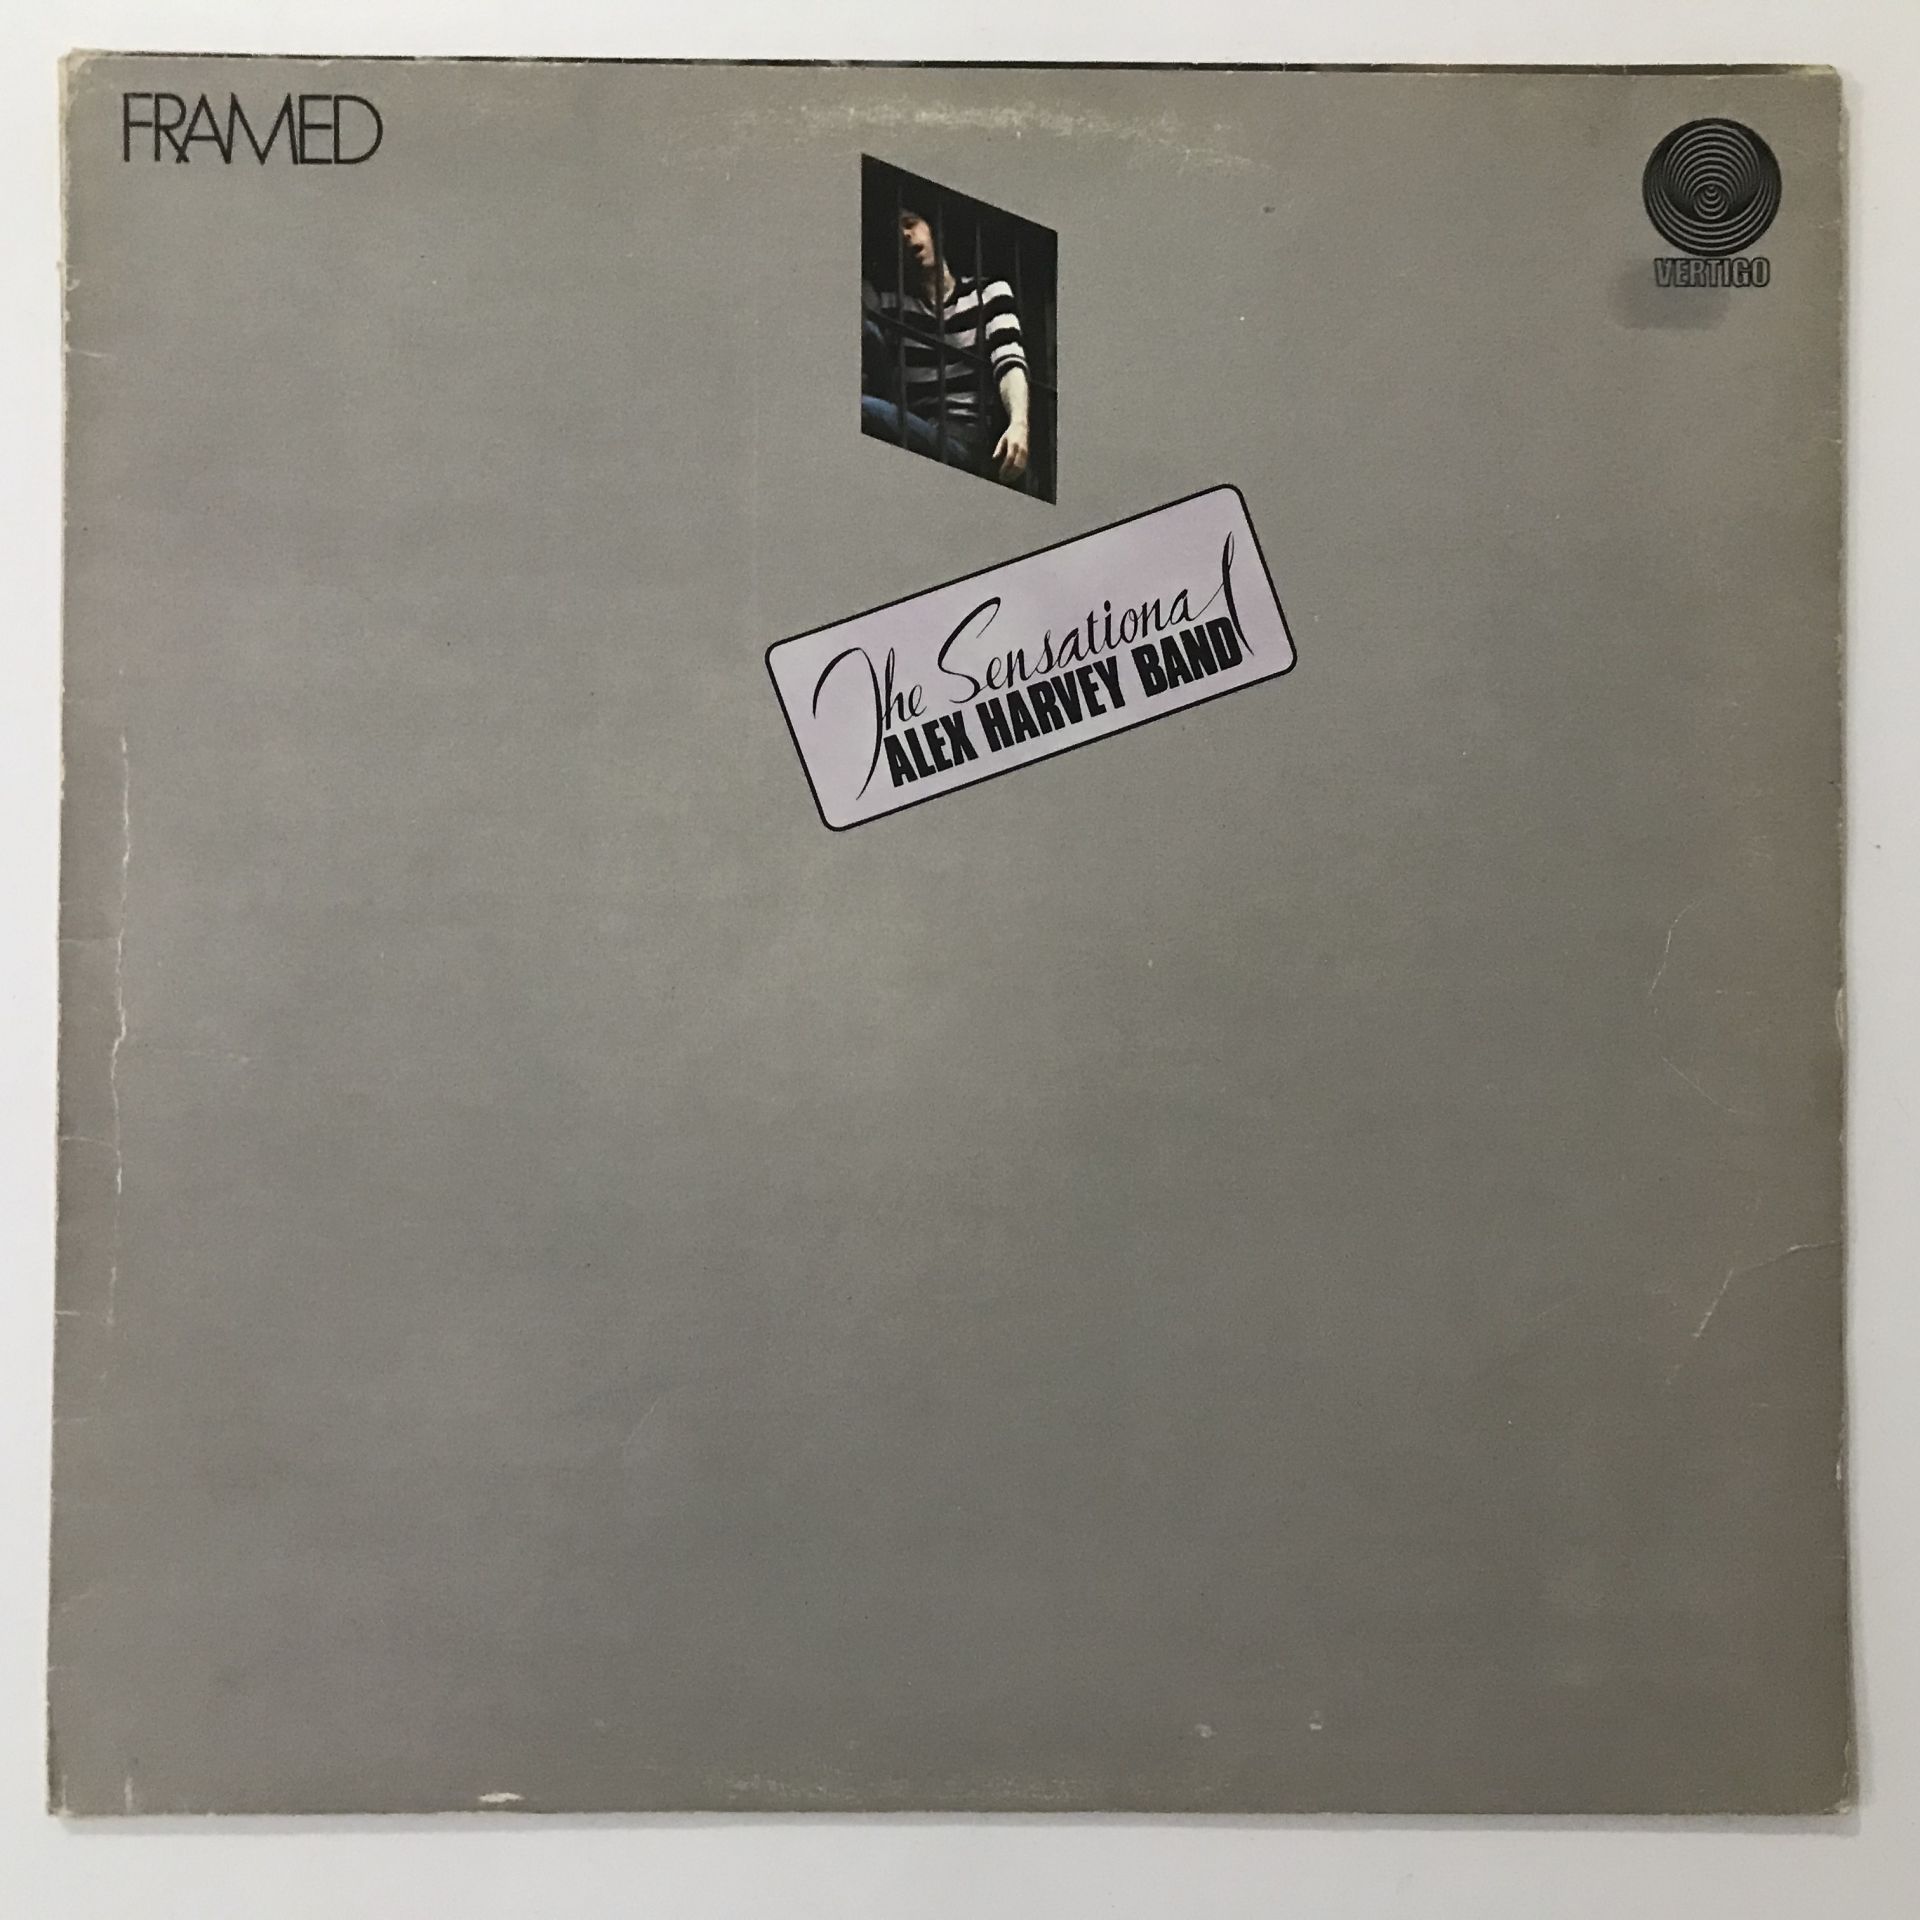 FRAMED
VERTIGO
The Sensational
ALEX HARVEY BAND